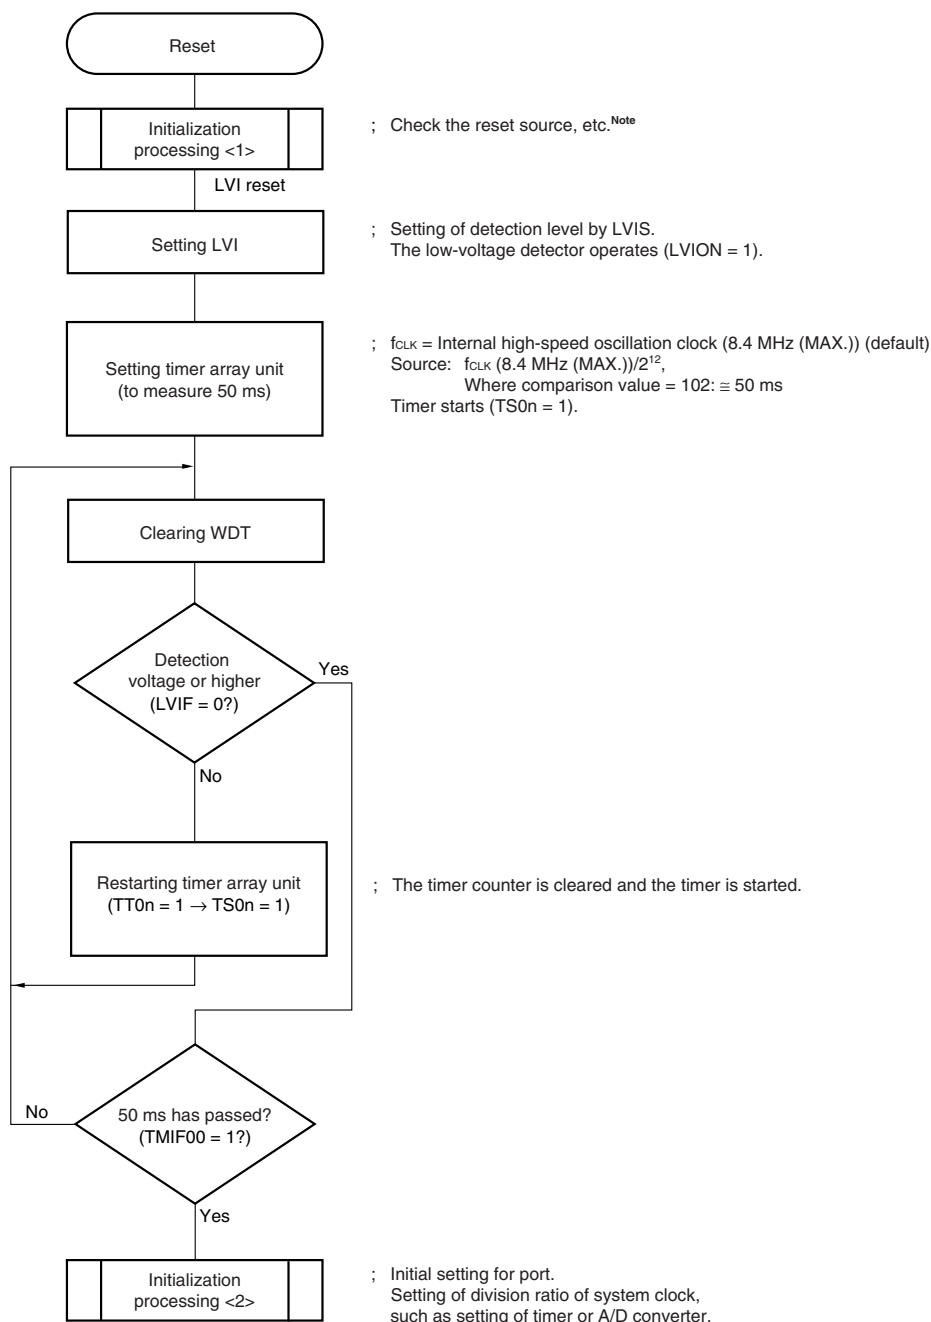 Reset
Initialization
processing <1>
; Check the reset source, etc.Note
LVI reset
Setting LVI
; Setting of detection level by LVIS.
The low-voltage detector operates (LVION = 1).
Setting timer array unit
(to measure 50 ms)
; fCLK = Internal high-speed oscillation clock (8.4 MHz (MAX.)) (default)
Source: fCLK (8.4 MHz (MAX.))/2¹²,
Where comparison value = 102: ≅ 50 ms
Timer starts (TS0n = 1).
Clearing WDT
Detection
voltage or higher
(LVIF = 0?)
Yes
No
Restarting timer array unit
(TT0n = 1 → TS0n = 1)
; The timer counter is cleared and the timer is started.
No
50 ms has passed?
(TMIF00 = 1?)
Yes
Initialization
processing <2>
; Initial setting for port.
Setting of division ratio of system clock,
such as setting of timer or A/D converter.